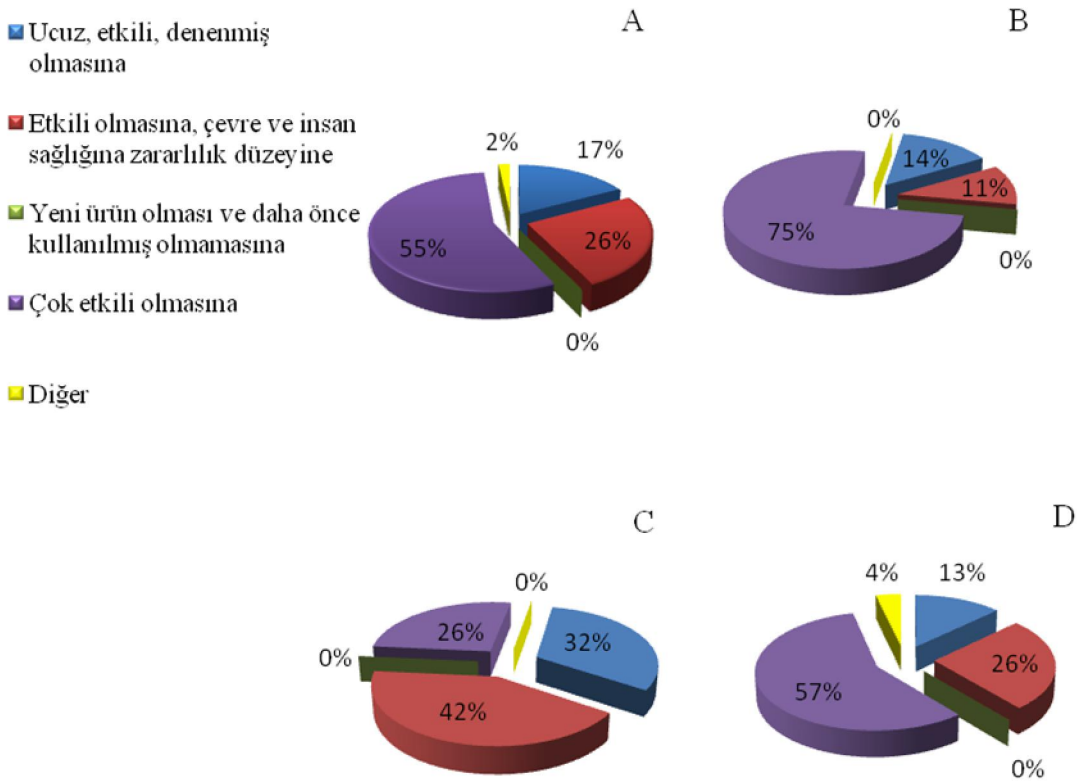 Ucuz, etkili, denenmiş
olmasına
Etkili olmasına, çevre ve insan
sağlığına zararlılık düzeyine
Yeni ürün olması ve daha önce
kullanılmış olmamasına
Çok etkili olmasına
Diğer
A
2%
17%
26%
55%
0%
B
0%
14%
11%
75%
0%
C
0%
32%
26%
0%
42%
D
4%
13%
26%
57%
0%